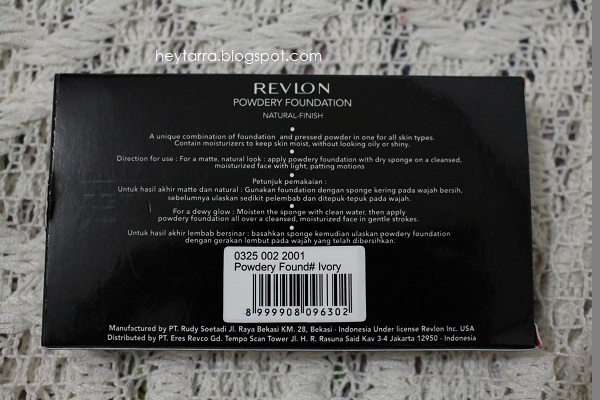 heytarra.blogspot.com
REVLON
POWDERY FOUNDATION
NATURAL-FINISH
A unique combination of foundation and pressed powder in one for all skin types.
Contain moisturizers to keep skin moist, without looking oily or shiny.
Direction for use : For a matte, natural look : apply powdery foundation with dry sponge on a cleansed,
moisturized face with light, patting motions
Petunjuk pemakaian :
Untuk hasil akhir matte dan natural : Gunakan foundation dengan sponge kering pada wajah bersih,
sebelumnya ulaskan sedikit pelembab dan ditepuk-tepuk pada wajah.
For a dewy glow : Moisten the sponge with clean water, then apply
powdery foundation all over a cleansed, moisturized face in gentle strokes.
Untuk hasil akhir lembab bersinar : basahkan sponge kemudian ulaskan powdery foundation
dengan gerakan lembut pada wajah yang telah dibersihkan.
0325 002 2001
Powdery Found# Ivory
8 999908 096302
Manufactured by PT. Rudy Soetadi Jl. Raya Bekasi KM. 28, Bekasi - Indonesia Under license Revlon Inc. USA
Distributed by PT. Eres Revco Gd. Tempo Scan Tower Jl. H. R. Rasuna Said Kav 3-4 Jakarta 12950 - Indonesia